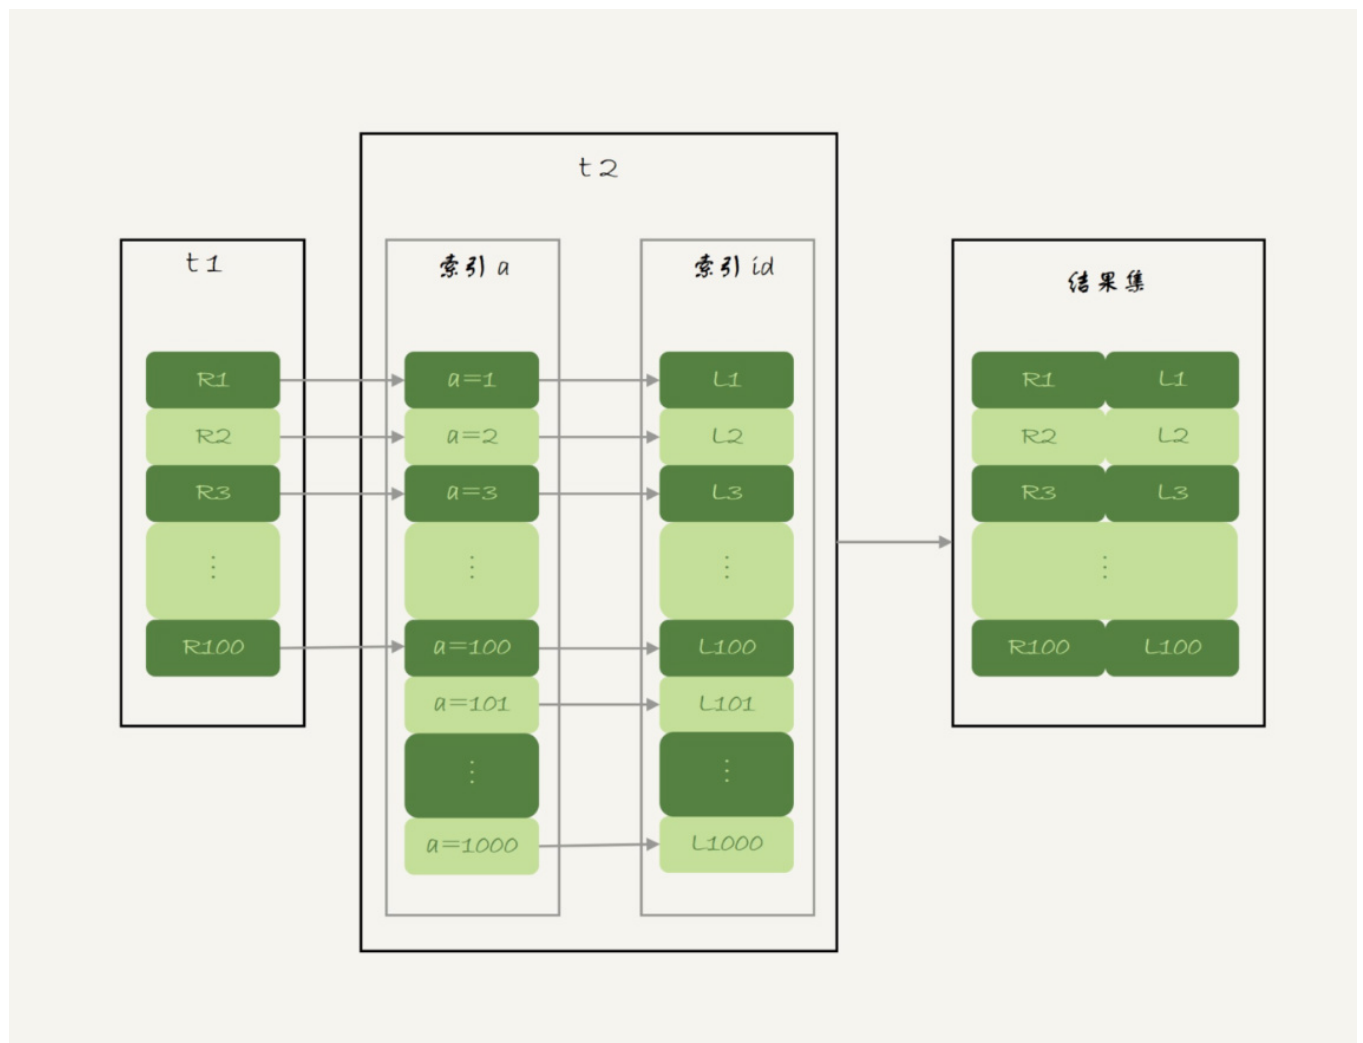 t2
t1
索引 a
索引 id
结果集
R1
a=1
L1
R1
L1
R2
a=2
L2
R2
L2
R3
a=3
L3
R3
L3
⋮
⋮
⋮
⋮
R100
a=100
L100
R100
L100
a=101
L101
⋮
⋮
a=1000
L1000